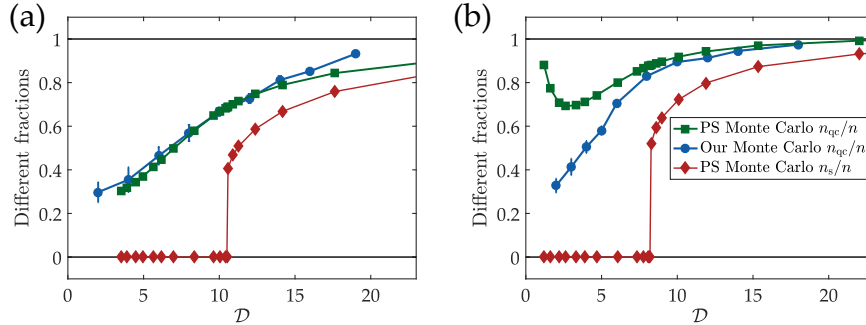 (a)
Different fractions
1
0.8
0.6
0.4
0.2
0
0 5 10 15 20
𝒟
(b)
Different fractions
1
0.8
0.6
0.4
0.2
0
PS Monte Carlo n_qc/n
Our Monte Carlo n_qc/n
PS Monte Carlo n_s/n
0 5 10 15 20
𝒟